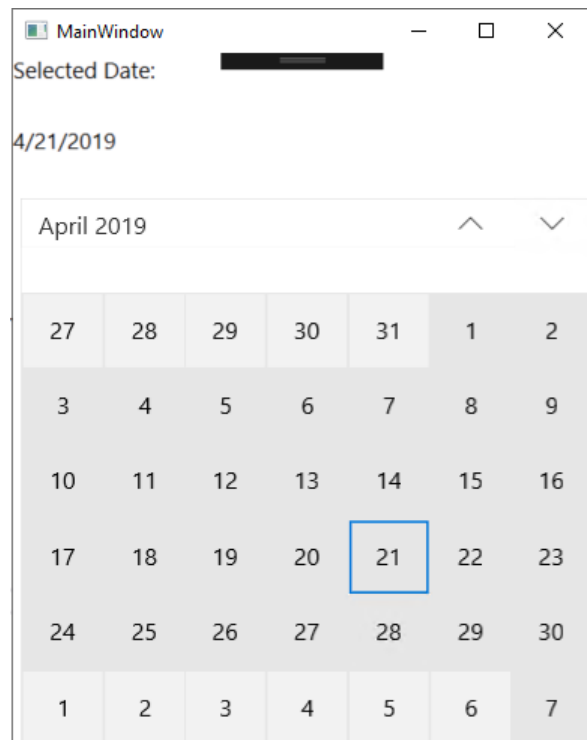 MainWindow
Selected Date:
4/21/2019
April 2019
27 28 29 30 31 1 2
3 4 5 6 7 8 9
10 11 12 13 14 15 16
17 18 19 20 21 22 23
24 25 26 27 28 29 30
1 2 3 4 5 6 7